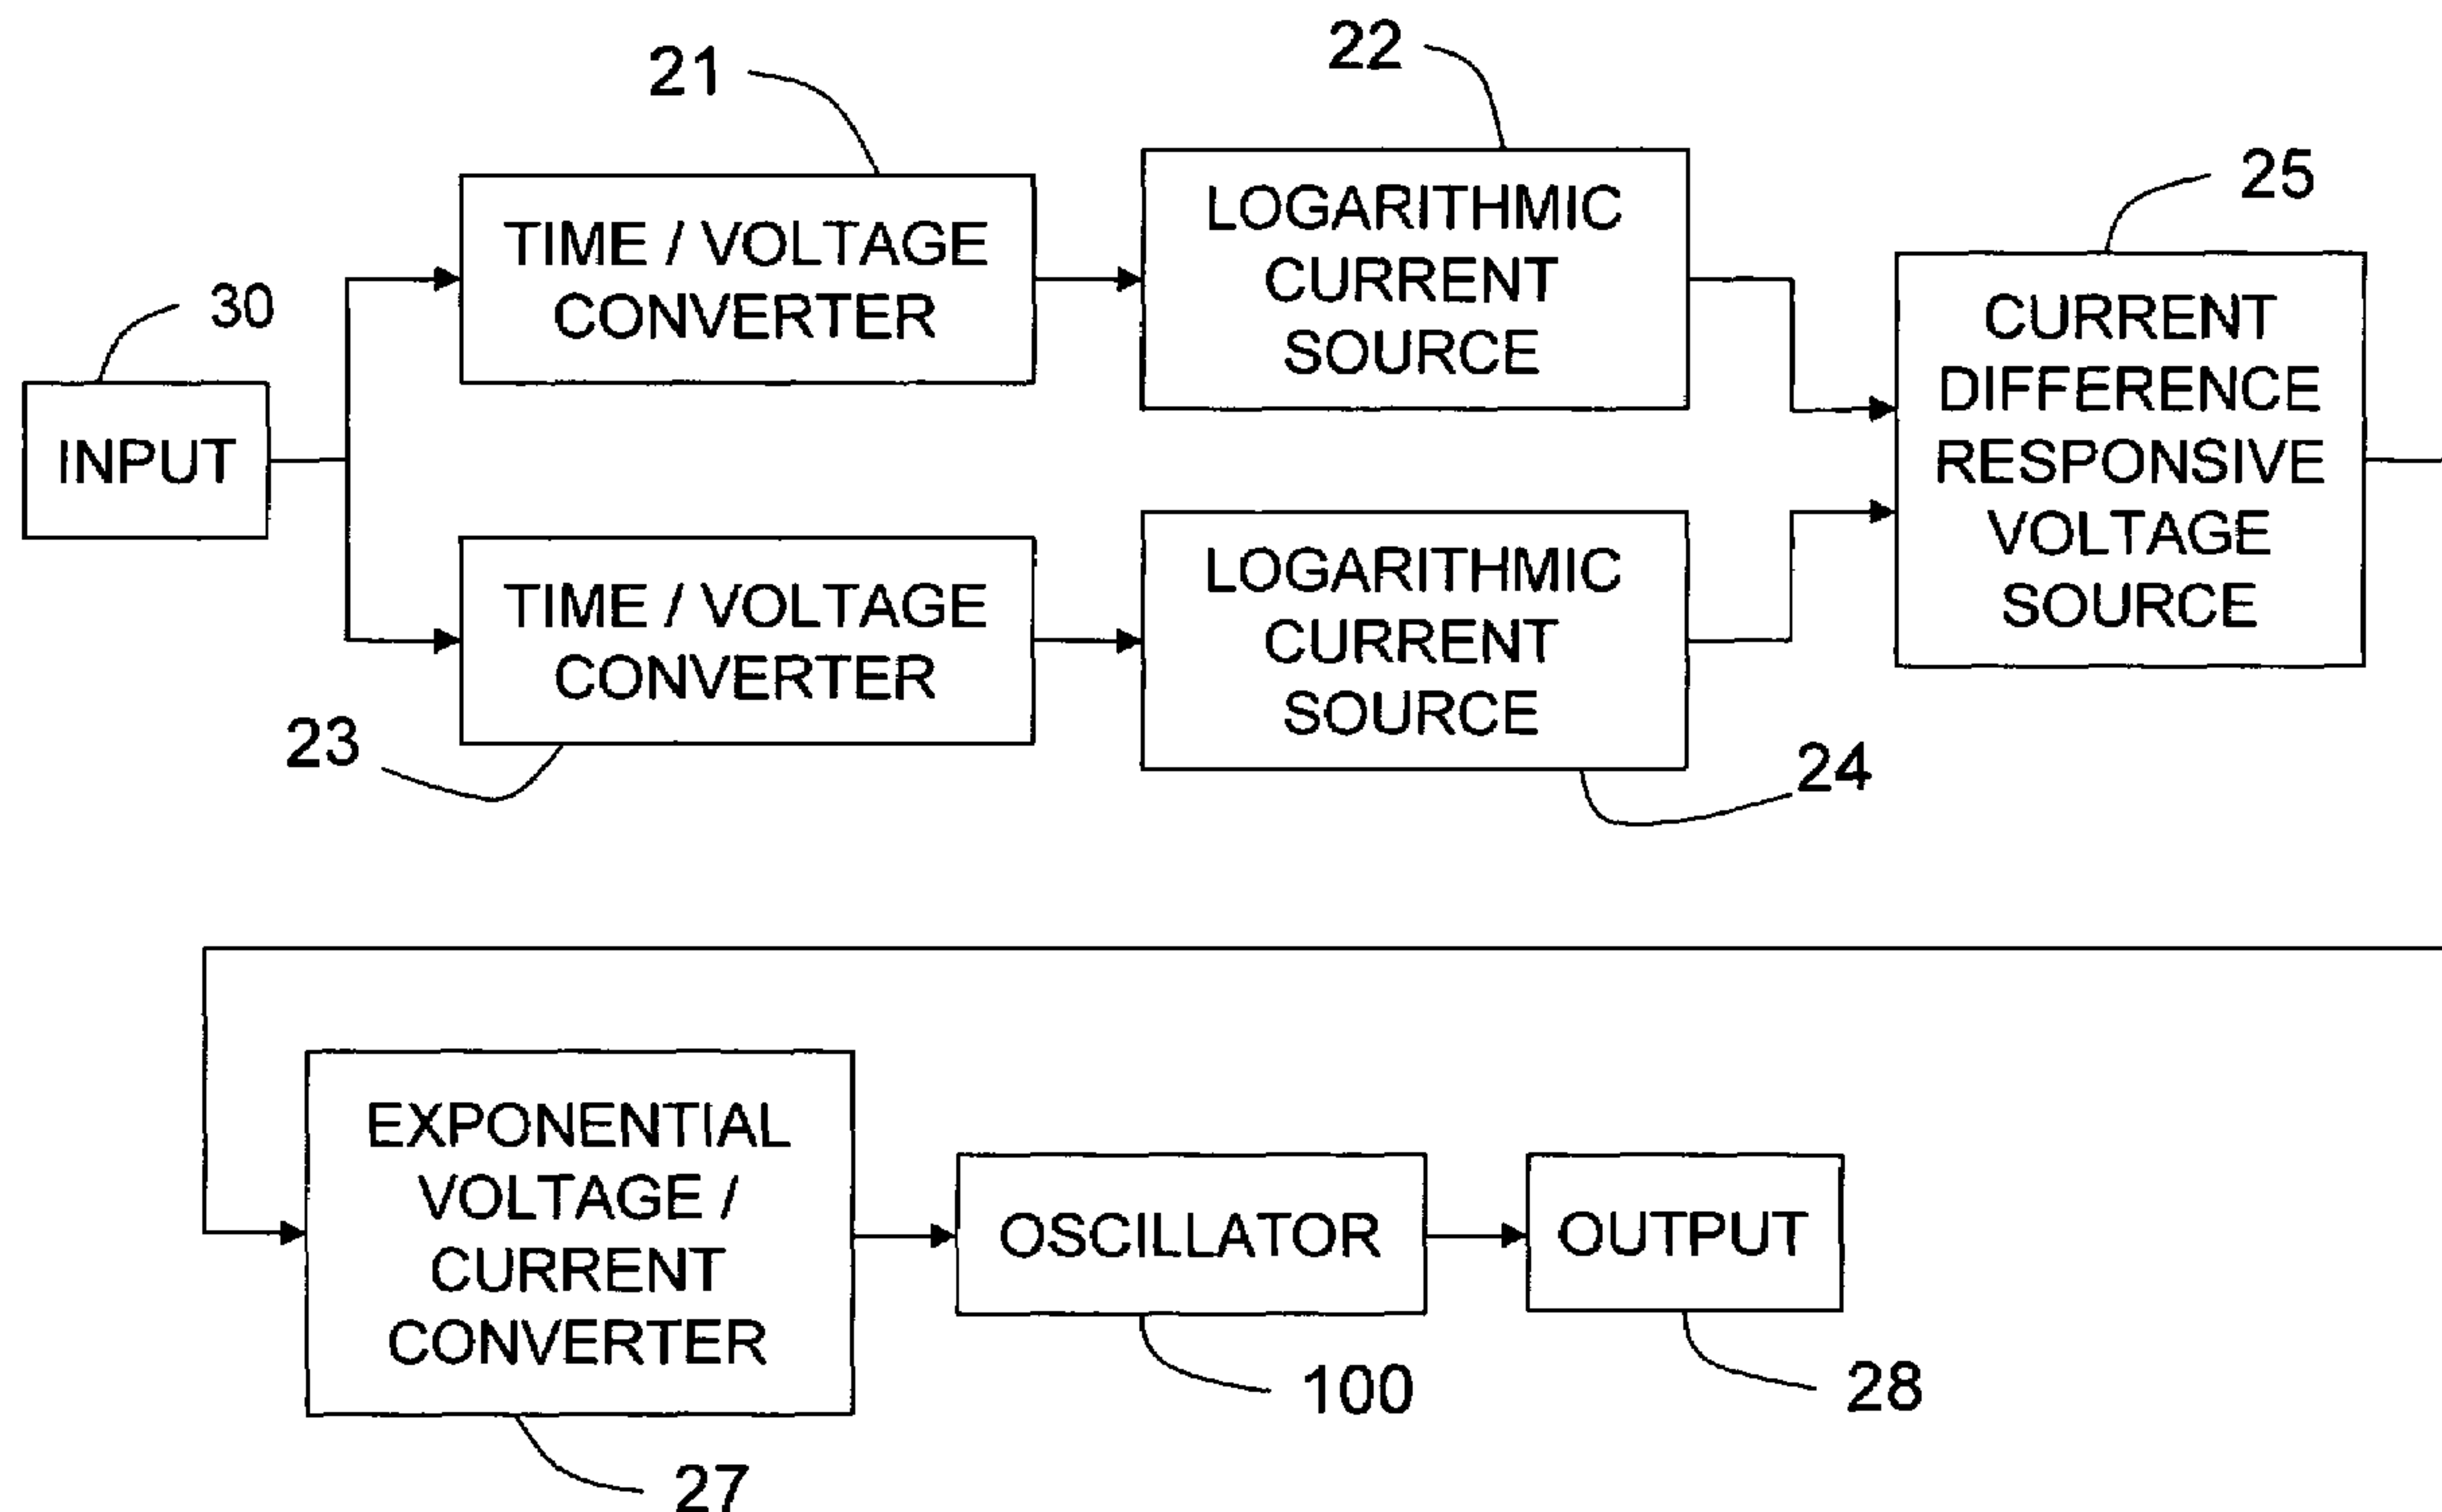 21
22
25
30
INPUT
TIME / VOLTAGE
CONVERTER
LOGARITHMIC
CURRENT
SOURCE
TIME / VOLTAGE
CONVERTER
23
LOGARITHMIC
CURRENT
SOURCE
24
CURRENT
DIFFERENCE
RESPONSIVE
VOLTAGE
SOURCE
EXPONENTIAL
VOLTAGE /
CURRENT
CONVERTER
27
OSCILLATOR
100
OUTPUT
28